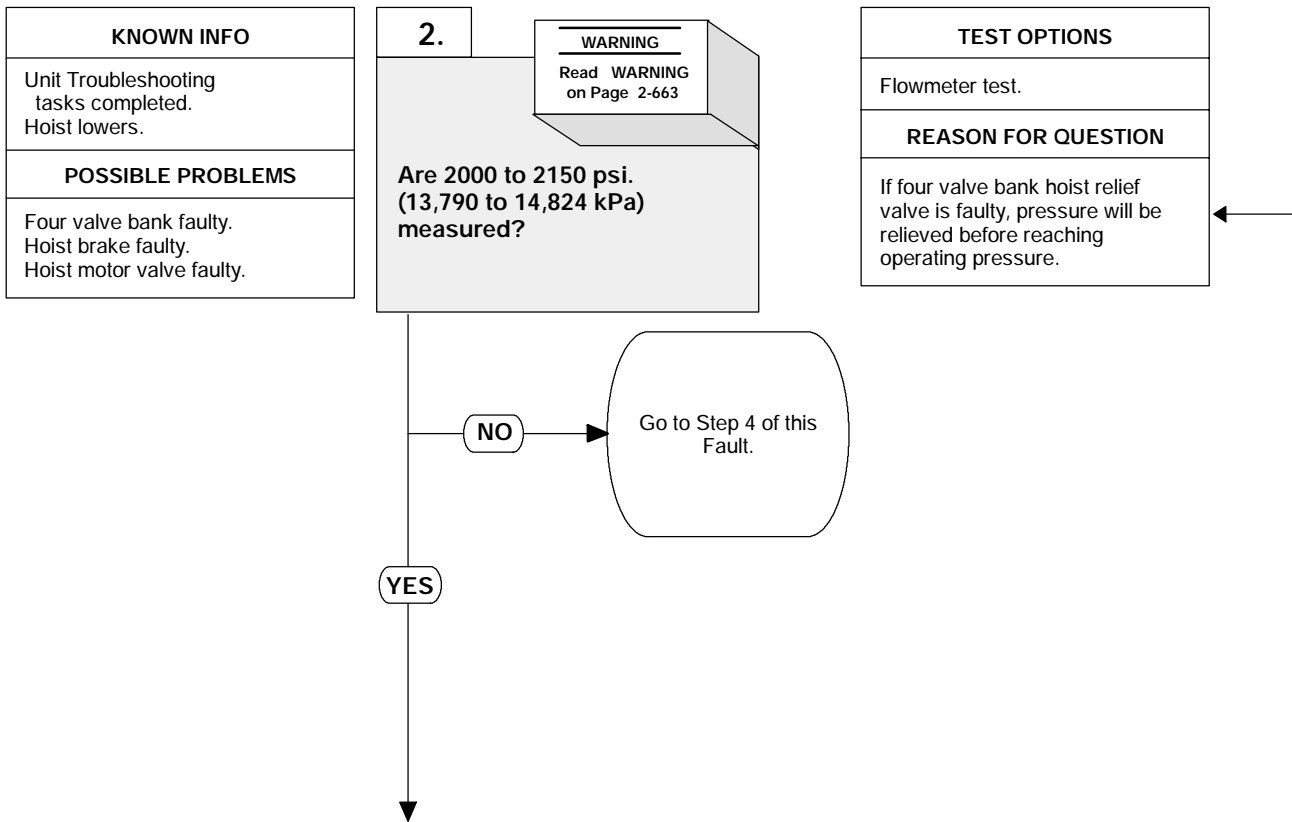 KNOWN INFO
Unit Troubleshooting
tasks completed.
Hoist lowers.
POSSIBLE PROBLEMS
Four valve bank faulty.
Hoist brake faulty.
Hoist motor valve faulty.
2.
WARNING
Read WARNING
on Page 2-663
Are 2000 to 2150 psi.
(13,790 to 14,824 kPa)
measured?
TEST OPTIONS
Flowmeter test.
REASON FOR QUESTION
If four valve bank hoist relief
valve is faulty, pressure will be
relieved before reaching
operating pressure.
NO
Go to Step 4 of this
Fault.
YES